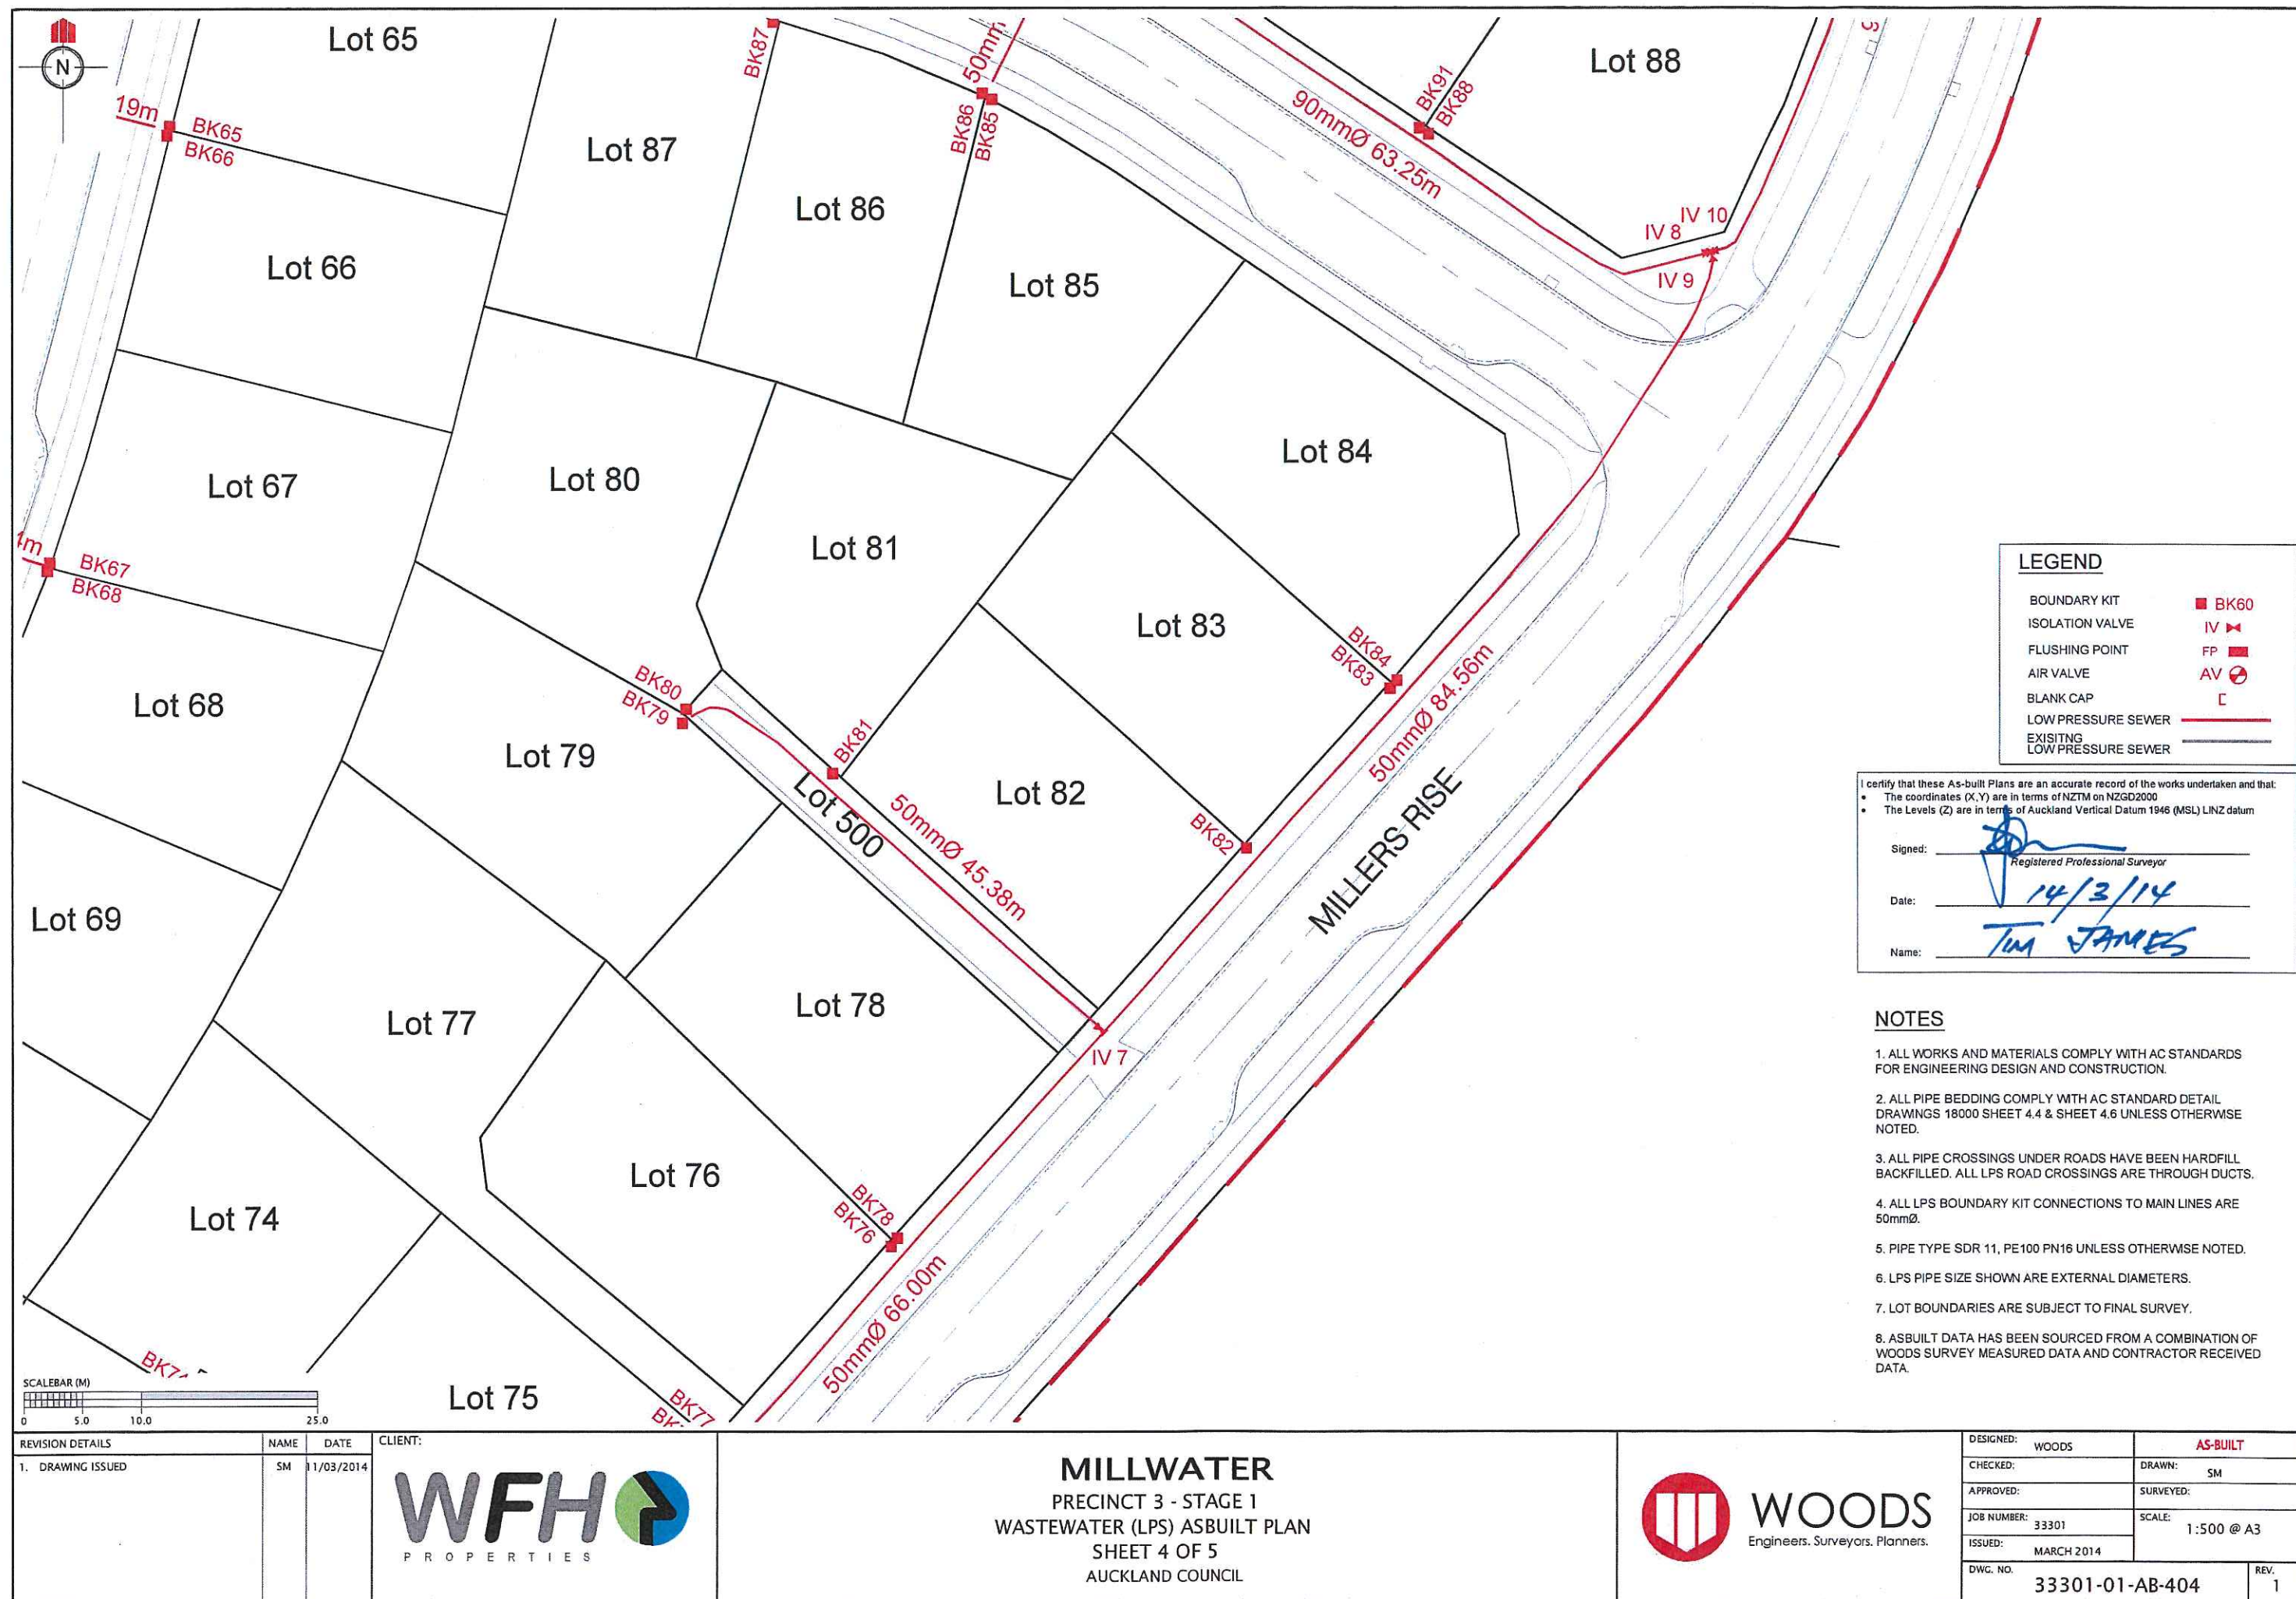 N
Lot 65
Lot 88
BK87
50mm
BK91
BK88
19m
BK65
BK66
BK86
BK85
90mmØ 63.25m
Lot 87
Lot 86
IV 10
IV 8
IV 9
Lot 66
Lot 85
Lot 84
Lot 67
Lot 80
Lot 81
BK67
BK68
Lot 83
BK84
BK83
Lot 68
BK80
BK79
50mmØ 84.56m
Lot 79
BK81
Lot 82
Lot 500
50mmØ 45.38m
BK82
MILLERS RISE
Lot 69
Lot 78
Lot 77
IV 7
Lot 76
BK78
BK76
Lot 74
50mmØ 66.00m
Lot 75
BK77
LEGEND
BOUNDARY KIT BK60
ISOLATION VALVE IV
FLUSHING POINT FP
AIR VALVE AV
BLANK CAP
LOW PRESSURE SEWER
EXISITNG
LOW PRESSURE SEWER
I certify that these As-built Plans are an accurate record of the works undertaken and that:
• The coordinates (X,Y) are in terms of NZTM on NZGD2000
• The Levels (Z) are in terms of Auckland Vertical Datum 1946 (MSL) LINZ datum
Signed:
Registered Professional Surveyor
Date: 14/3/14
Name: TIM JAMES
NOTES
1. ALL WORKS AND MATERIALS COMPLY WITH AC STANDARDS
FOR ENGINEERING DESIGN AND CONSTRUCTION.
2. ALL PIPE BEDDING COMPLY WITH AC STANDARD DETAIL
DRAWINGS 18000 SHEET 4.4 & SHEET 4.6 UNLESS OTHERWISE
NOTED.
3. ALL PIPE CROSSINGS UNDER ROADS HAVE BEEN HARDFILL
BACKFILLED. ALL LPS ROAD CROSSINGS ARE THROUGH DUCTS.
4. ALL LPS BOUNDARY KIT CONNECTIONS TO MAIN LINES ARE
50mmØ.
5. PIPE TYPE SDR 11, PE100 PN16 UNLESS OTHERWISE NOTED.
6. LPS PIPE SIZE SHOWN ARE EXTERNAL DIAMETERS.
7. LOT BOUNDARIES ARE SUBJECT TO FINAL SURVEY.
8. ASBUILT DATA HAS BEEN SOURCED FROM A COMBINATION OF
WOODS SURVEY MEASURED DATA AND CONTRACTOR RECEIVED
DATA.
SCALEBAR (M)
0 5.0 10.0 25.0
REVISION DETAILS NAME DATE
1. DRAWING ISSUED SM 11/03/2014
CLIENT:
WFH
PROPERTIES
MILLWATER
PRECINCT 3 - STAGE 1
WASTEWATER (LPS) ASBUILT PLAN
SHEET 4 OF 5
AUCKLAND COUNCIL
WOODS
Engineers. Surveyors. Planners.
DESIGNED: WOODS
AS-BUILT
CHECKED:
DRAWN: SM
APPROVED:
SURVEYED:
JOB NUMBER: 33301
SCALE: 1:500 @ A3
ISSUED: MARCH 2014
DWG. NO. 33301-01-AB-404
REV. 1